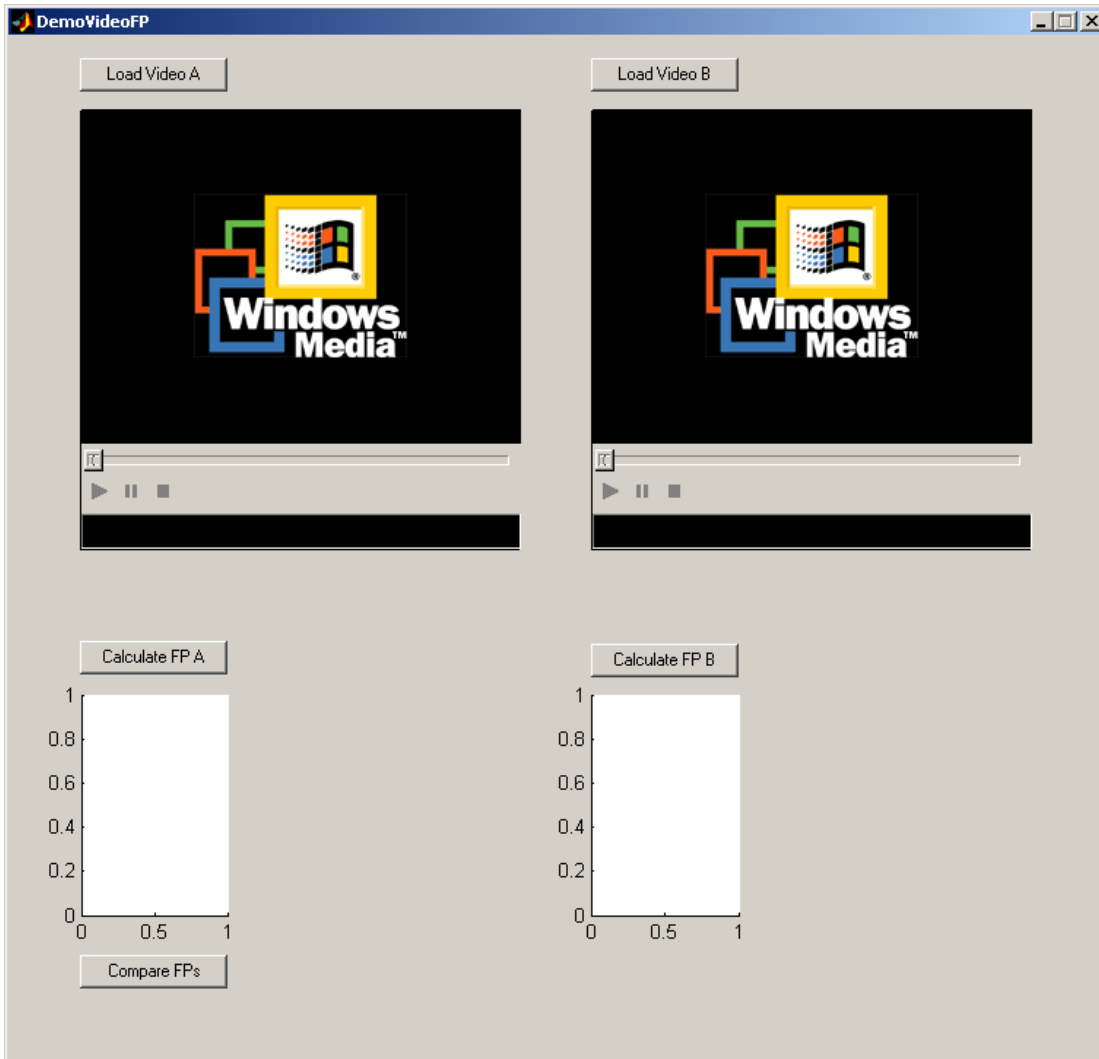 DemoVideoFP
Load Video A
Load Video B
Windows
Media™
Windows
Media™
Calculate FP A
Calculate FP B
1
0.8
0.6
0.4
0.2
0
0 0.5 1
1
0.8
0.6
0.4
0.2
0
0 0.5 1
Compare FPs